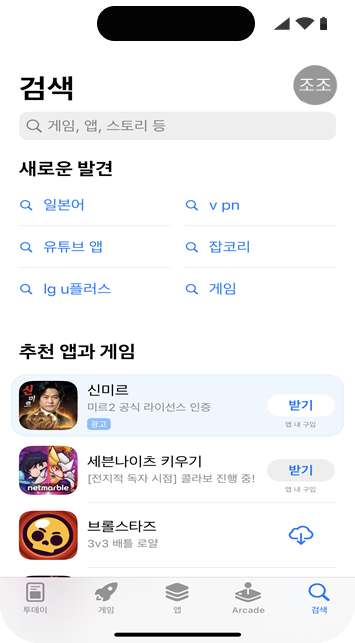 검색
조조
게임, 앱, 스토리 등
새로운 발견
일본어
v pn
유튜브 앱
잡코리
lg u플러스
게임
추천 앱과 게임
신미르
신미르
미르2 공식 라이선스 인증
광고
받기
앱 내 구입
netmarble
세븐나이츠 키우기
[전지적 독자 시점] 콜라보 진행 중!
받기
앱 내 구입
브롤스타즈
3v3 배틀 로얄
투데이
게임
앱
Arcade
검색